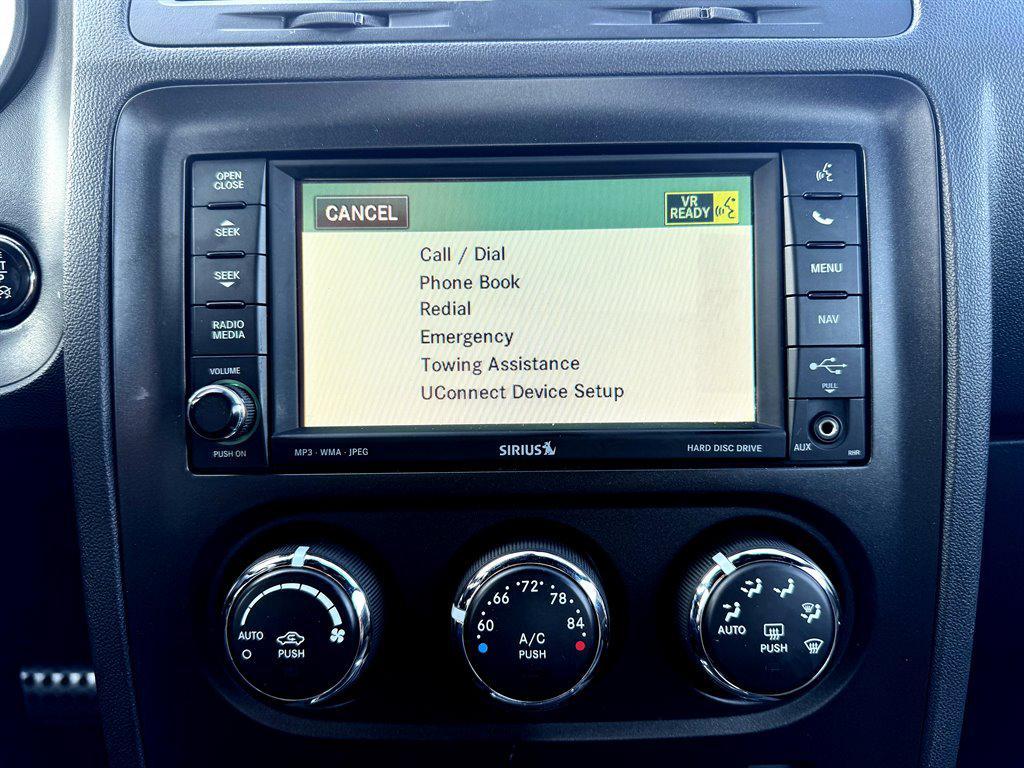 OPEN
CLOSE
SEEK
SEEK
RADIO
MEDIA
VOLUME
PUSH ON
CANCEL
VR
READY
Call / Dial
Phone Book
Redial
Emergency
Towing Assistance
UConnect Device Setup
MP3 · WMA · JPEG
SIRIUS
HARD DISC DRIVE
MENU
NAV
PULL
AUX
RHR
AUTO
PUSH
60
66
72
78
84
A/C
PUSH
AUTO
PUSH